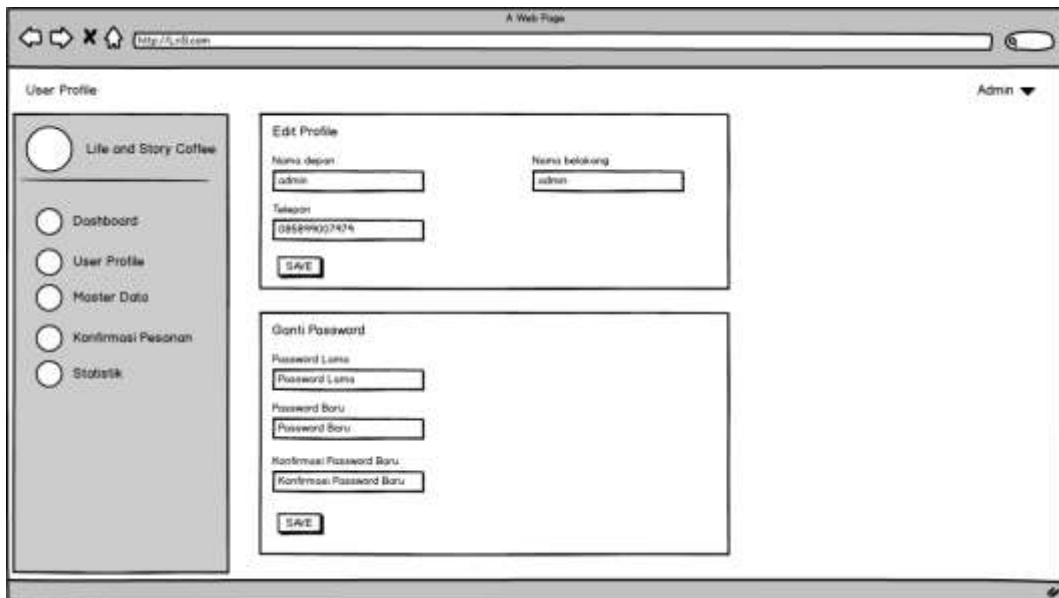 A Web Page
User Profile
Admin
Life and Story Coffee
Dashboard
User Profile
Master Data
Konfirmasi Pesanan
Statistik
Edit Profile
Nama depan
Nama belakang
admin
admin
Telepon
085899007979
SAVE
Ganti Password
Password Lama
Password Lama
Password Baru
Password Baru
Konfirmasi Password Baru
Konfirmasi Password Baru
SAVE